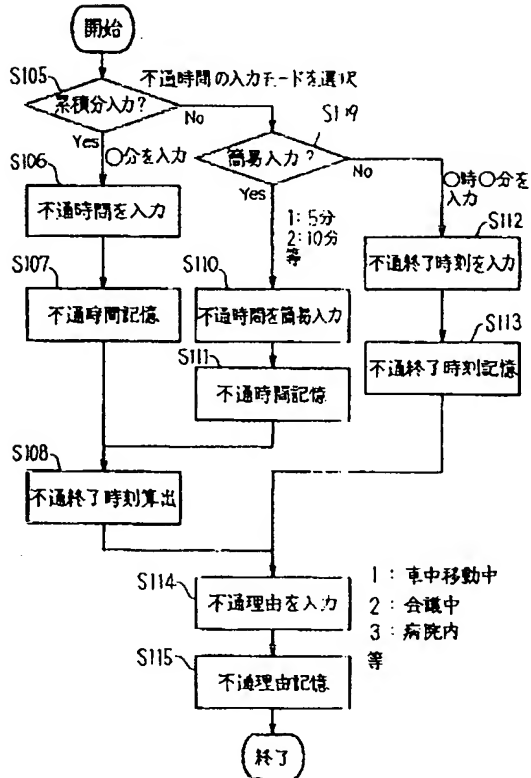 開始
S105
不通時間の入力モードを選択
累積分入力?
No
S109
Yes
○分を入力
簡易入力?
No
S106
Yes
○時○分を
入力
不通時間を入力
1:5分
2:10分
等
S112
不通終了時刻を入力
S107
S110
不通時間記憶
不通時間を簡易入力
S113
S111
不通終了時刻記憶
不通時間記憶
S108
不通終了時刻算出
S114
不通理由を入力
1:車中移動中
2:会議中
3:病院内
等
S115
不通理由記憶
終了